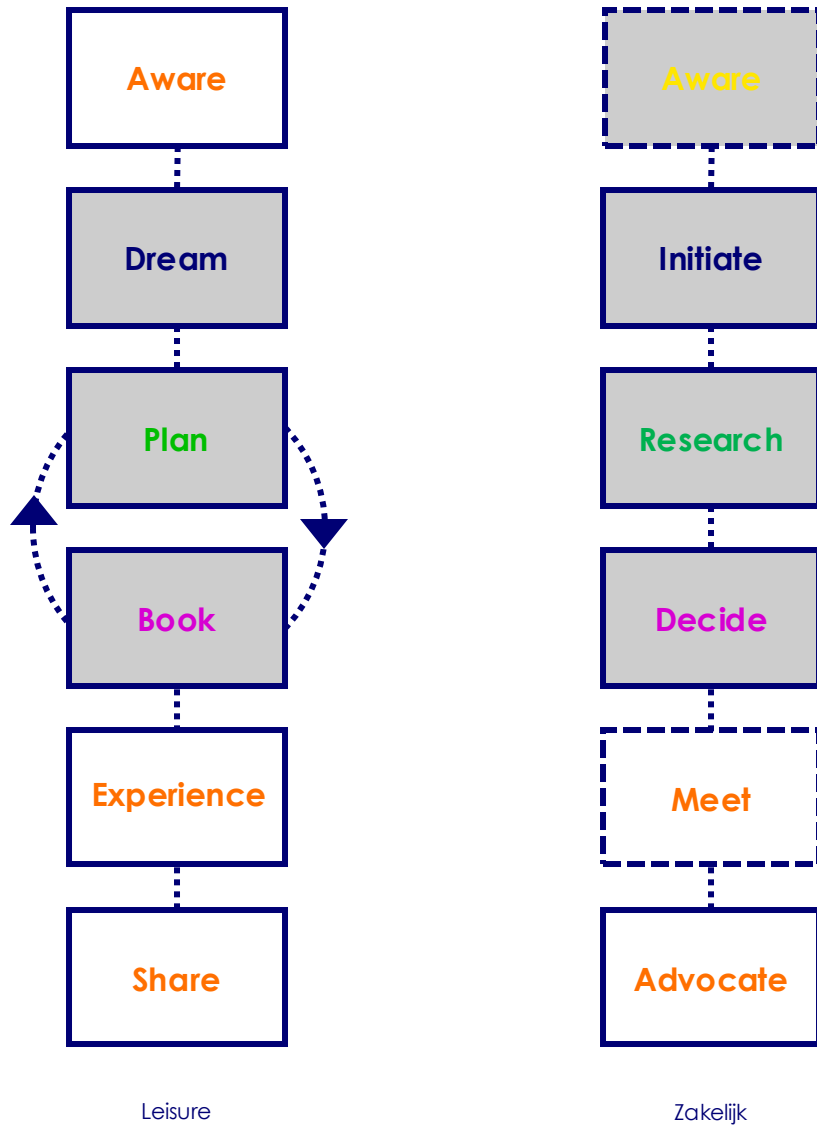 Aware
Dream
Plan
Book
Experience
Share
Leisure
Aware
Initiate
Research
Decide
Meet
Advocate
Zakelijk